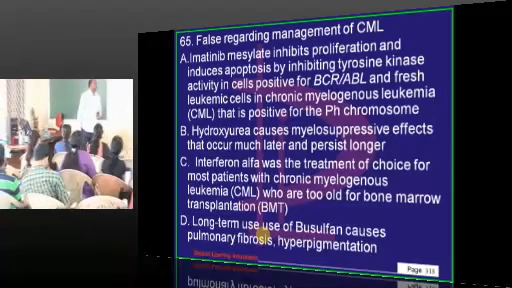 65. False regarding management of CML
A.Imatinib mesylate inhibits proliferation and
induces apoptosis by inhibiting tyrosine kinase
activity in cells positive for BCR/ABL and fresh
leukemic cells in chronic myelogenous leukemia
(CML) that is positive for the Ph chromosome
B. Hydroxyurea causes myelosuppressive effects
that occur much later and persist longer
C. Interferon alfa was the treatment of choice for
most patients with chronic myelogenous
leukemia (CML) who are too old for bone marrow
transplantation (BMT)
D. Long-term use use of Busulfan causes
pulmonary fibrosis, hyperpigmentation
Page